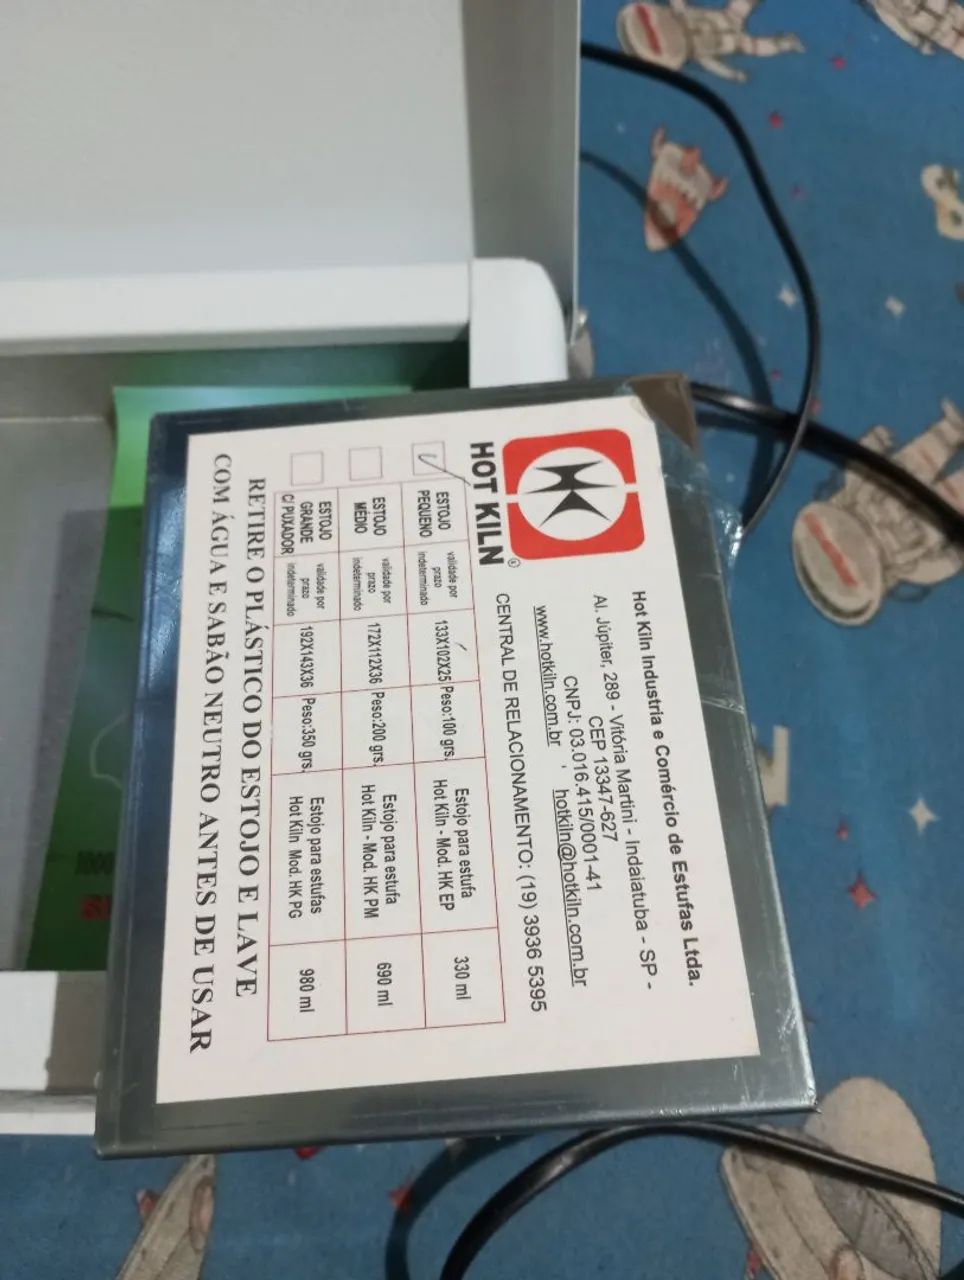 HOT KILN
Hot Kiln Industria e Comércio de Estufas Ltda.
Al. Júpiter, 289 - Vitória Martini - Indaiatuba - SP -
CEP 13347-627
CNPJ: 03.016.415/0001-41
www.hotkiln.com.br hotkiln@hotkiln.com.br
CENTRAL DE RELACIONAMENTO: (19) 3936 5395
ESTOJO PEQUENO validade por prazo indeterminado 133X102X25 Peso:100 grs. Estojo para estufa Hot Kiln - Mod. HK EP 330 ml
ESTOJO MÉDIO validade por prazo indeterminado 172X112X36 Peso:200 grs. Estojo para estufa Hot Kiln - Mod. HK PM 690 ml
ESTOJO GRANDE C/ PUXADOR validade por prazo indeterminado 192X143X36 Peso:350 grs. Estojo para estufas Hot Kiln Mod. HK PG 980 ml
RETIRE O PLÁSTICO DO ESTOJO E LAVE
COM ÁGUA E SABÃO NEUTRO ANTES DE USAR